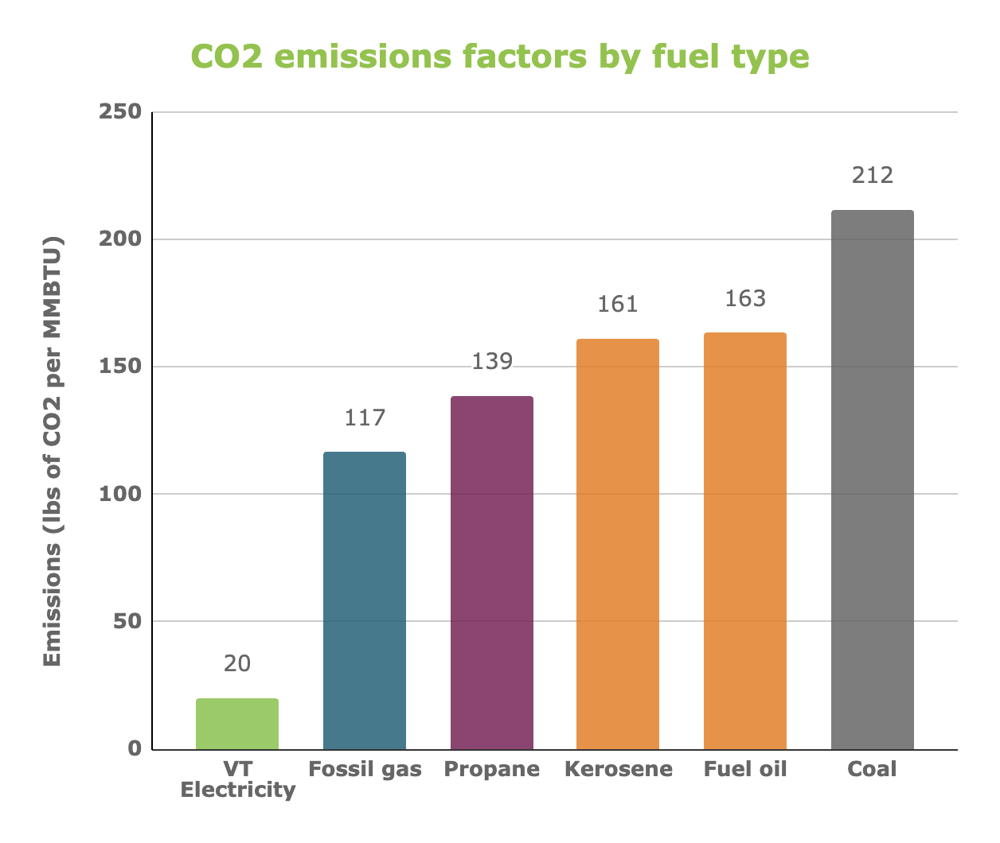 CO2 emissions factors by fuel type
Emissions (lbs of CO2 per MMBTU)
250
200
150
100
50
0
20
117
139
161
163
212
VT
Electricity
Fossil gas
Propane
Kerosene
Fuel oil
Coal